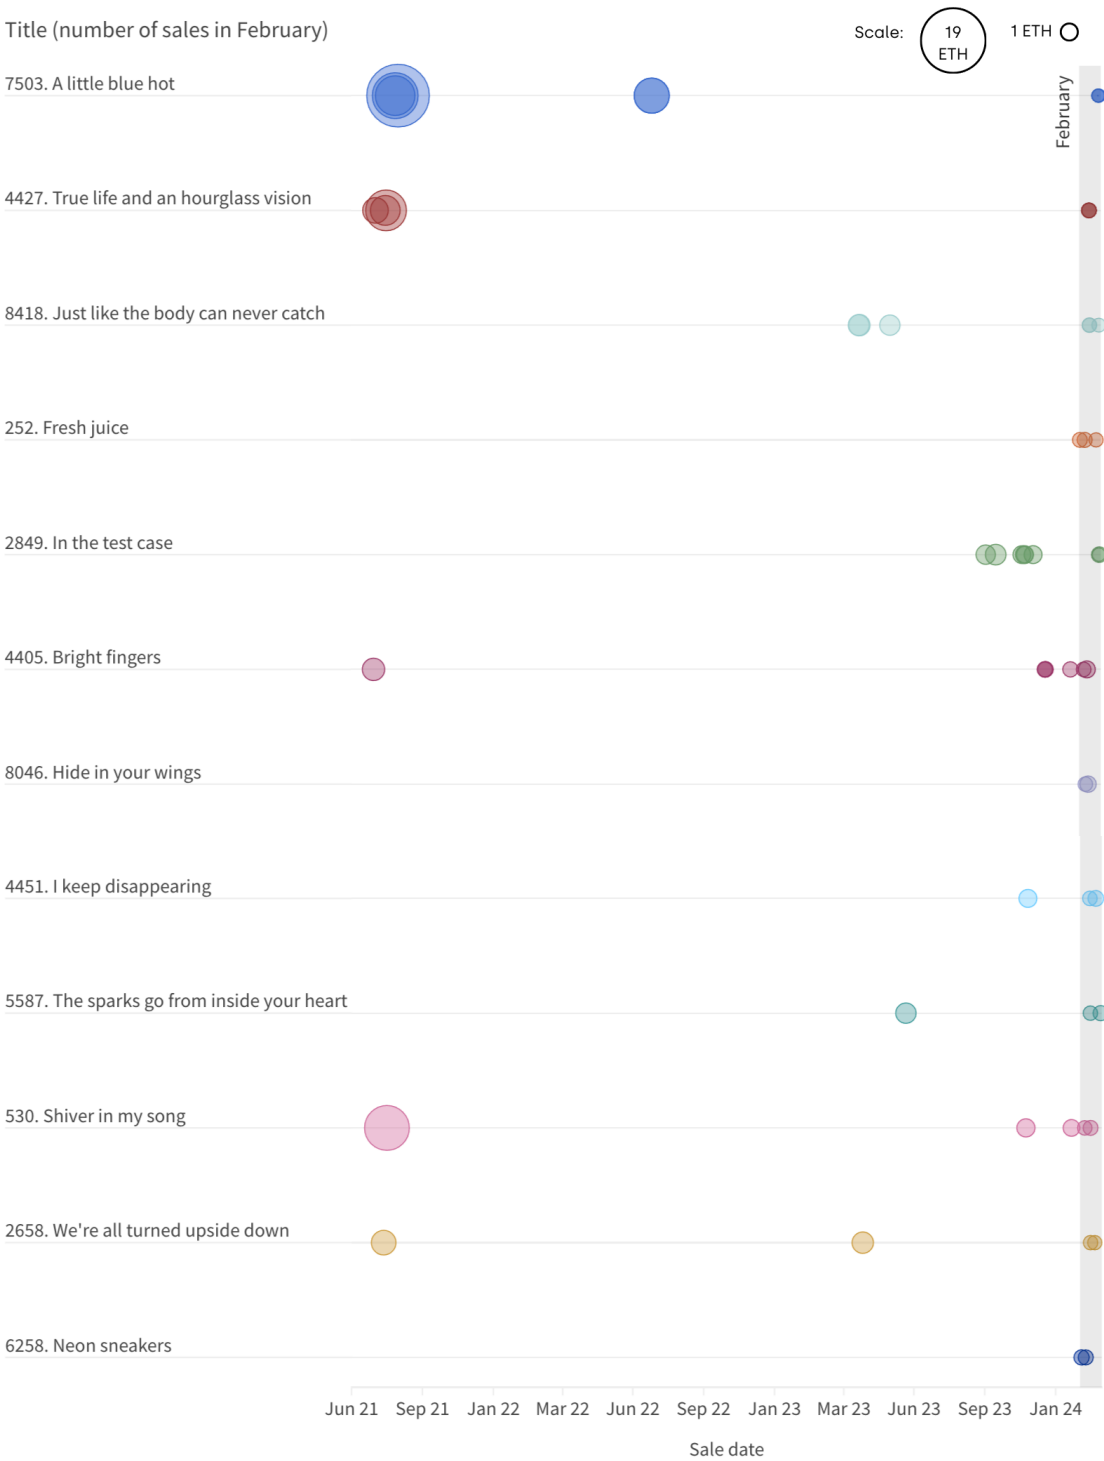 Title (number of sales in February)
Scale:
19
ETH
1 ETH
7503. A little blue hot
February
4427. True life and an hourglass vision
8418. Just like the body can never catch
252. Fresh juice
2849. In the test case
4405. Bright fingers
8046. Hide in your wings
4451. I keep disappearing
5587. The sparks go from inside your heart
530. Shiver in my song
2658. We're all turned upside down
6258. Neon sneakers
Jun 21 Sep 21 Jan 22 Mar 22 Jun 22 Sep 22 Jan 23 Mar 23 Jun 23 Sep 23 Jan 24
Sale date